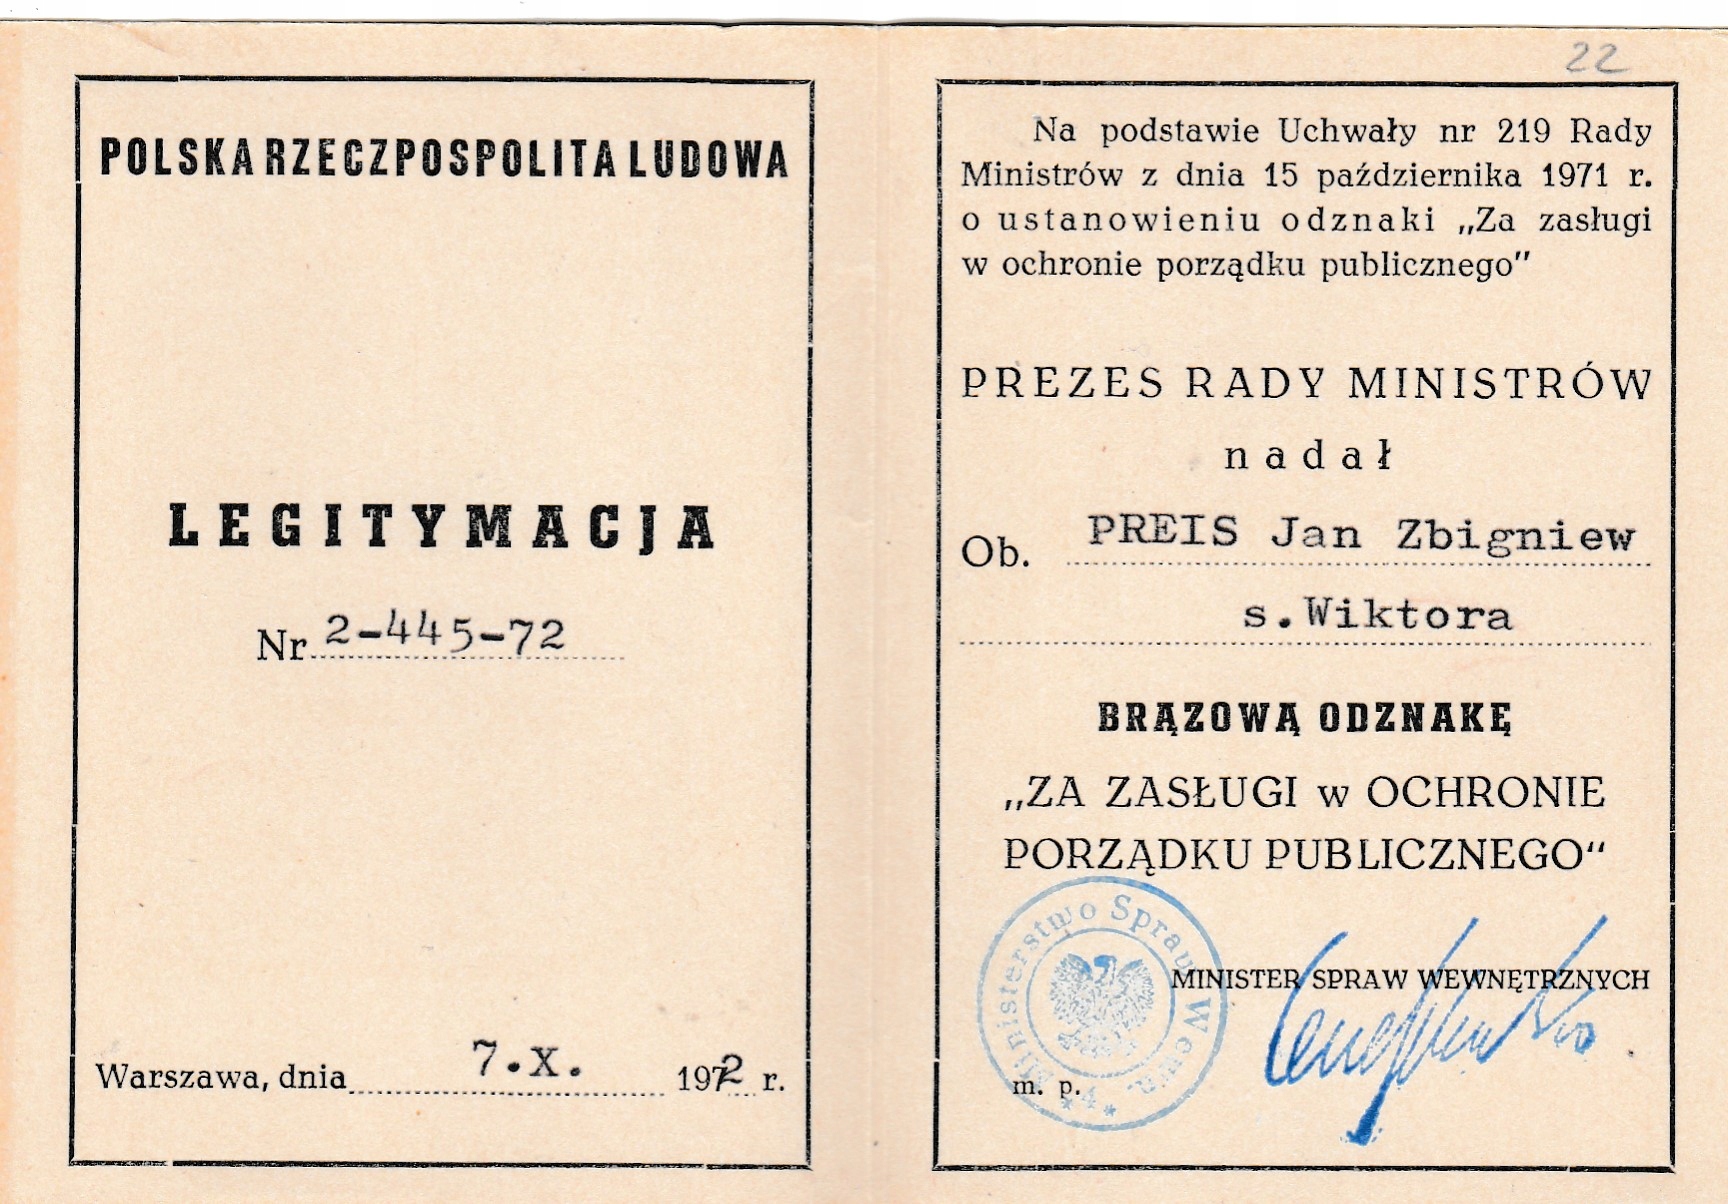 POLSKA RZECZPOSPOLITA LUDOWA
LEGITYMACJA
Nr 2-445-72
Warszawa, dnia 7.X. 1972 r.
22
Na podstawie Uchwały nr 219 Rady
Ministrów z dnia 15 października 1971 r.
o ustanowieniu odznaki „Za zasługi
w ochronie porządku publicznego”
PREZES RADY MINISTRÓW
nadał
Ob. PREIS Jan Zbigniew
s.Wiktora
BRĄZOWĄ ODZNAKĘ
„ZA ZASŁUGI w OCHRONIE
PORZĄDKU PUBLICZNEGO“
MINISTER SPRAW WEWNĘTRZNYCH
m. p.
Ministerstwo Spraw Wewn.
* 4 *